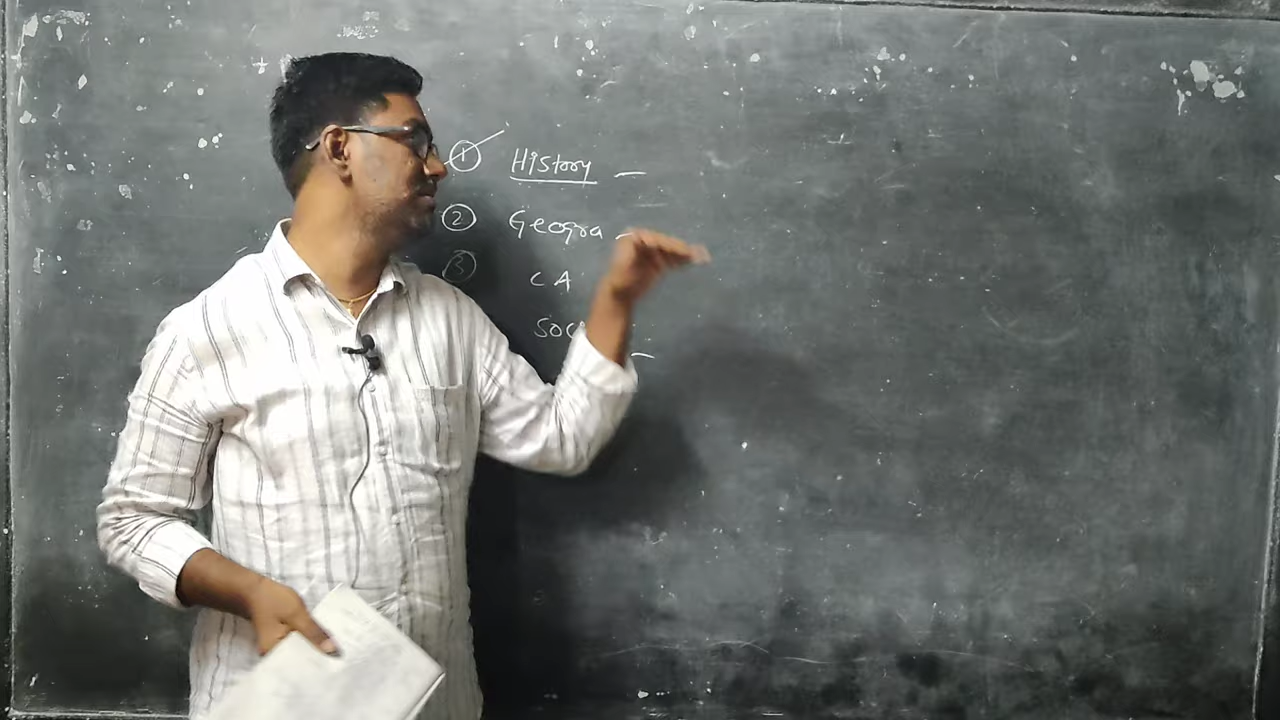 ① History —
② Geogra —
③ CA
Soc —